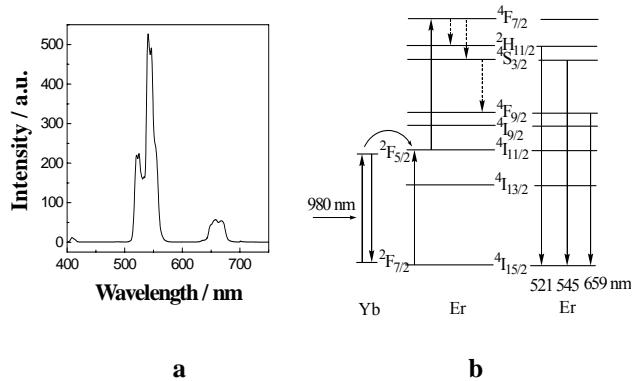 500
400
300
200
100
0
400 500 600 700
Intensity / a.u.
Wavelength / nm
a
⁴F₇/₂
²H₁₁/₂
⁴S₃/₂
⁴F₉/₂
⁴I₉/₂
²F₅/₂ ⁴I₁₁/₂
⁴I₁₃/₂
980 nm
²F₇/₂ ⁴I₁₅/₂
521 545 659 nm
Yb Er Er
b